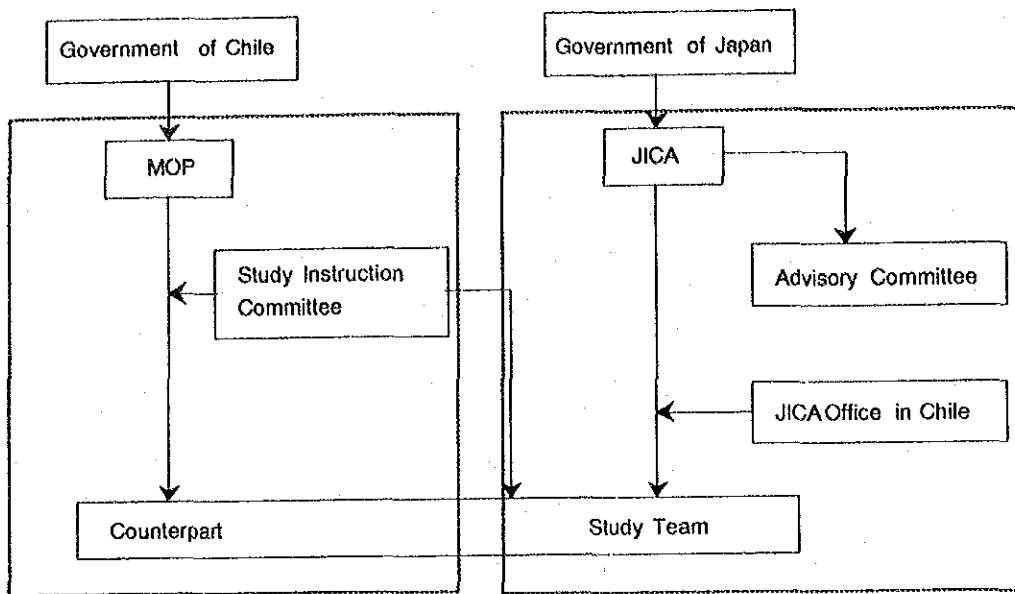 Government of Chile
Government of Japan
MOP
JICA
Study Instruction
Committee
Advisory Committee
JICA Office in Chile
Counterpart
Study Team